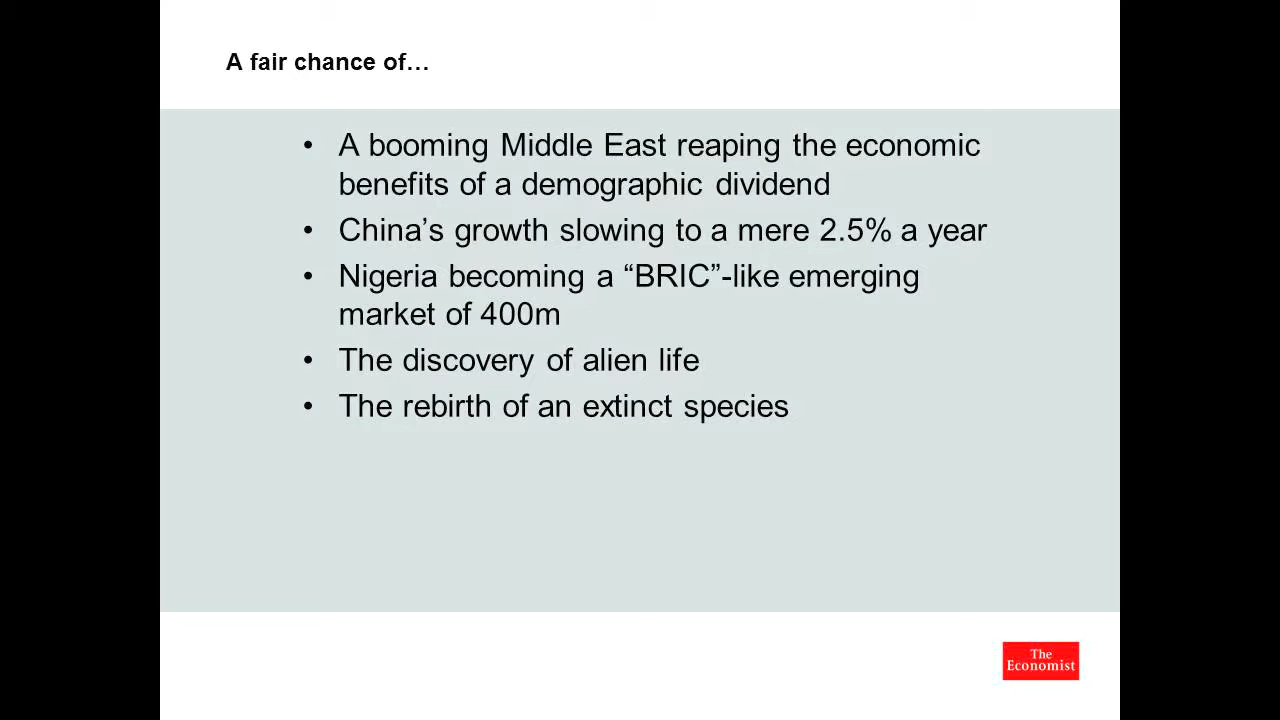 A fair chance of…
• A booming Middle East reaping the economic
benefits of a demographic dividend
• China’s growth slowing to a mere 2.5% a year
• Nigeria becoming a “BRIC”-like emerging
market of 400m
• The discovery of alien life
• The rebirth of an extinct species
The
Economist